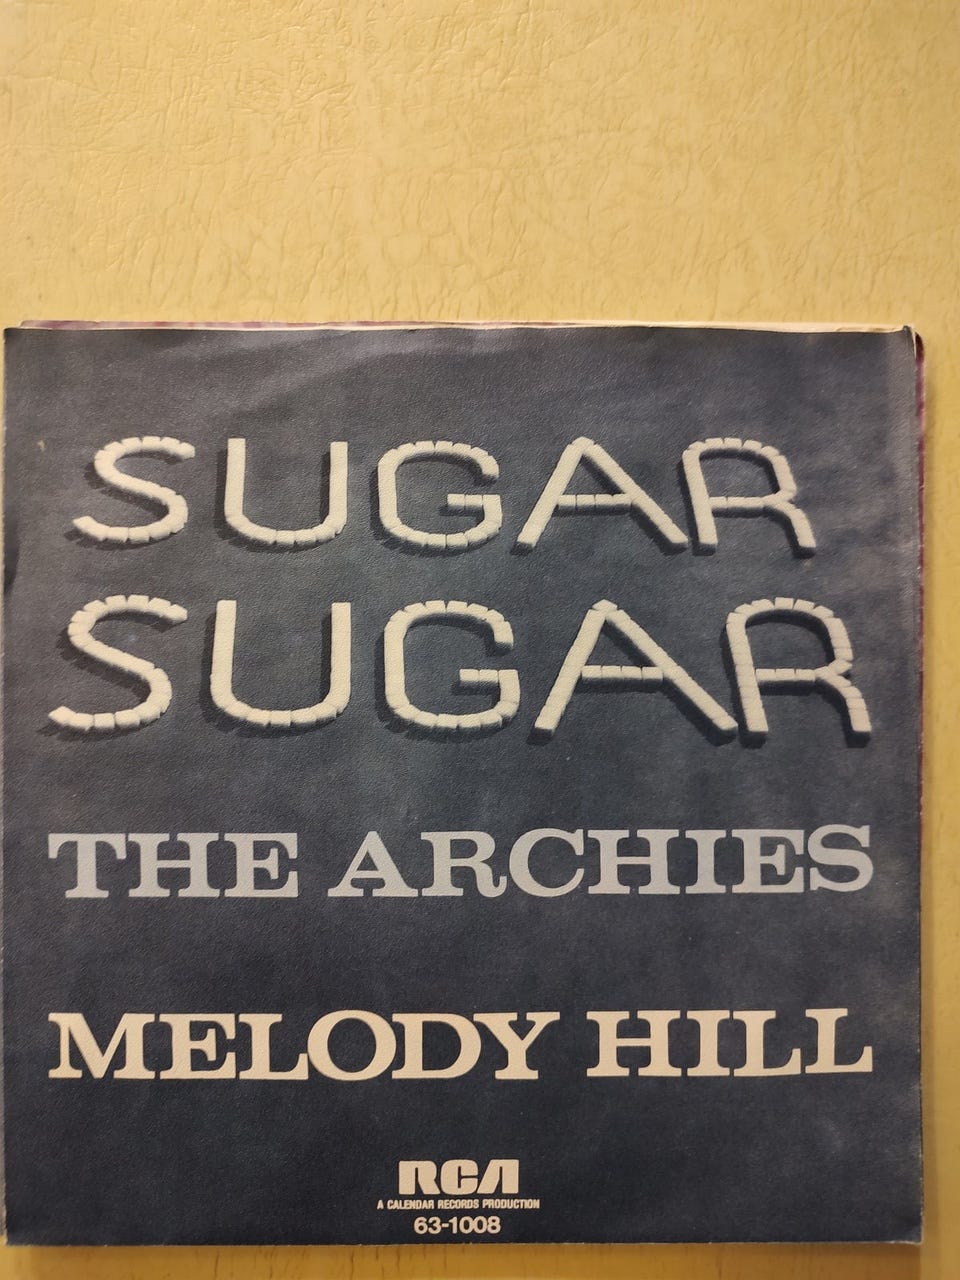 SUGAR
SUGAR
THE ARCHIES
MELODY HILL
RCA
A CALENDAR RECORDS PRODUCTION
63-1008